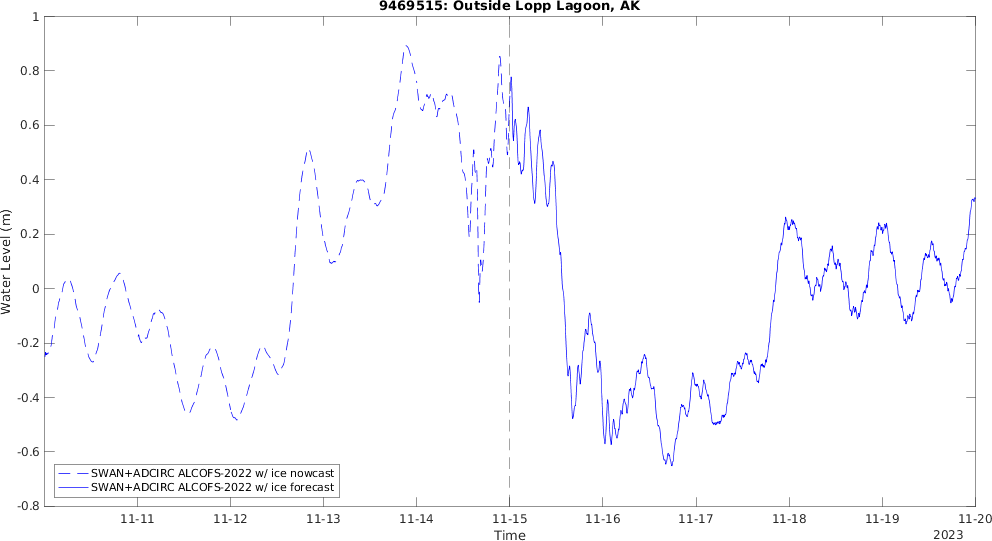 9469515: Outside Lopp Lagoon, AK
1
0.8
0.6
0.4
0.2
0
-0.2
-0.4
-0.6
-0.8
Water Level (m)
SWAN+ADCIRC ALCOFS-2022 w/ ice nowcast
SWAN+ADCIRC ALCOFS-2022 w/ ice forecast
11-11 11-12 11-13 11-14 11-15 11-16 11-17 11-18 11-19 11-20
Time
2023